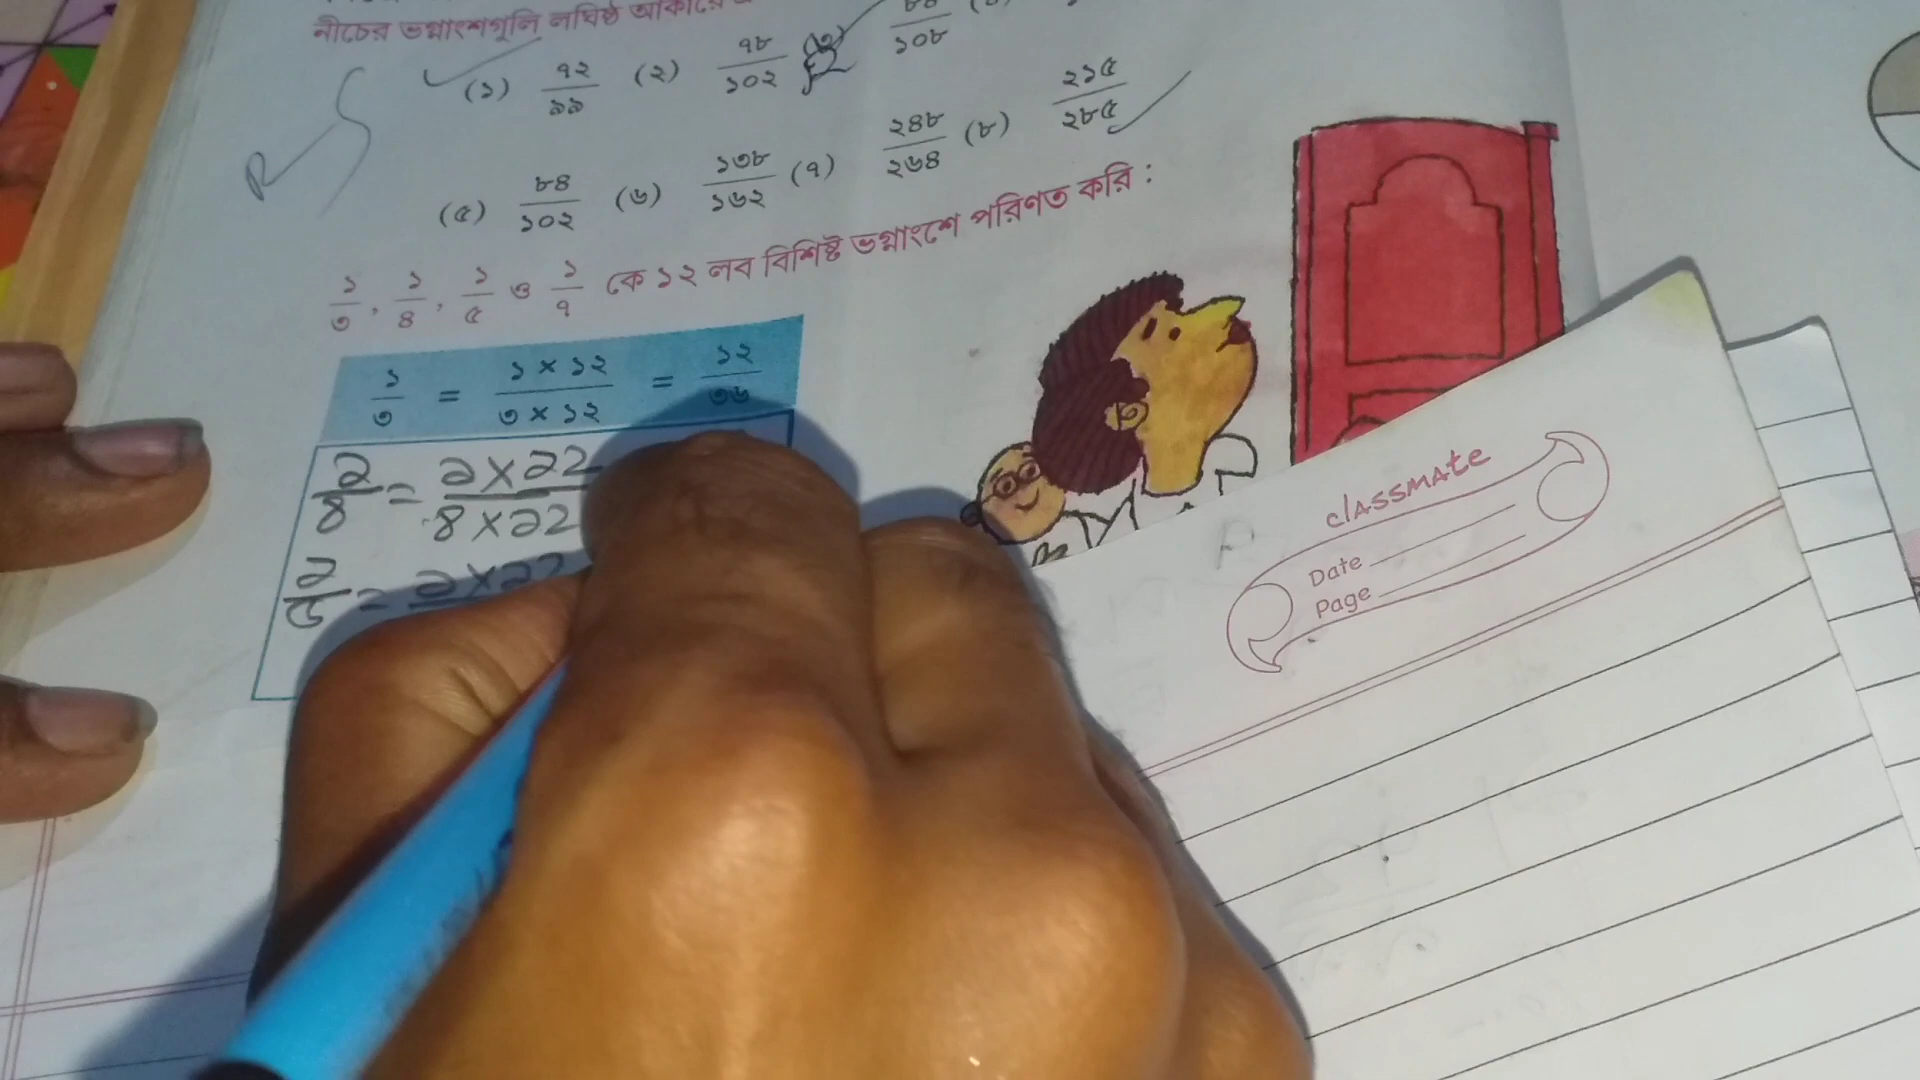 নীচের ভগ্নাংশগুলি লঘিষ্ঠ আকারে
(১) ৭২/৯৯ (২) ৭৮/১০২ (৩) /১০৮
(৫) ৮৪/১০২ (৬) ১৩৮/১৬২ (৭) ২৪৮/২৬৪ (৮) ২১৫/২৮৫
১/৩, ১/৪, ১/৫ ও ১/৭ কে ১২ লব বিশিষ্ট ভগ্নাংশে পরিণত করি :
১/৩ = ১ × ১২/৩ × ১২ = ১২/৩৬
১/৪ = ১×১২/৪×১২
১/৫ = ১×১২
classmate
Date
Page